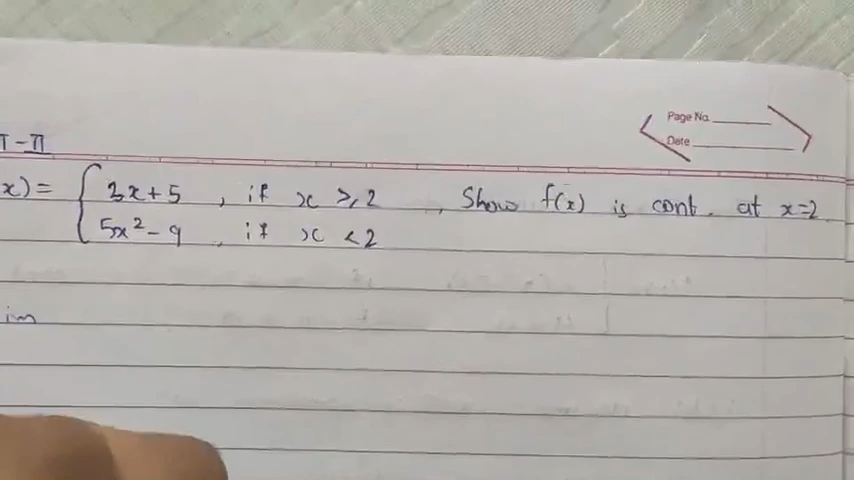 Page No.
Date
π - π
x) = { 3x+5 , if x ≥ 2 , Show f(x) is cont. at x=2.
5x² - 9 , if x < 2
im